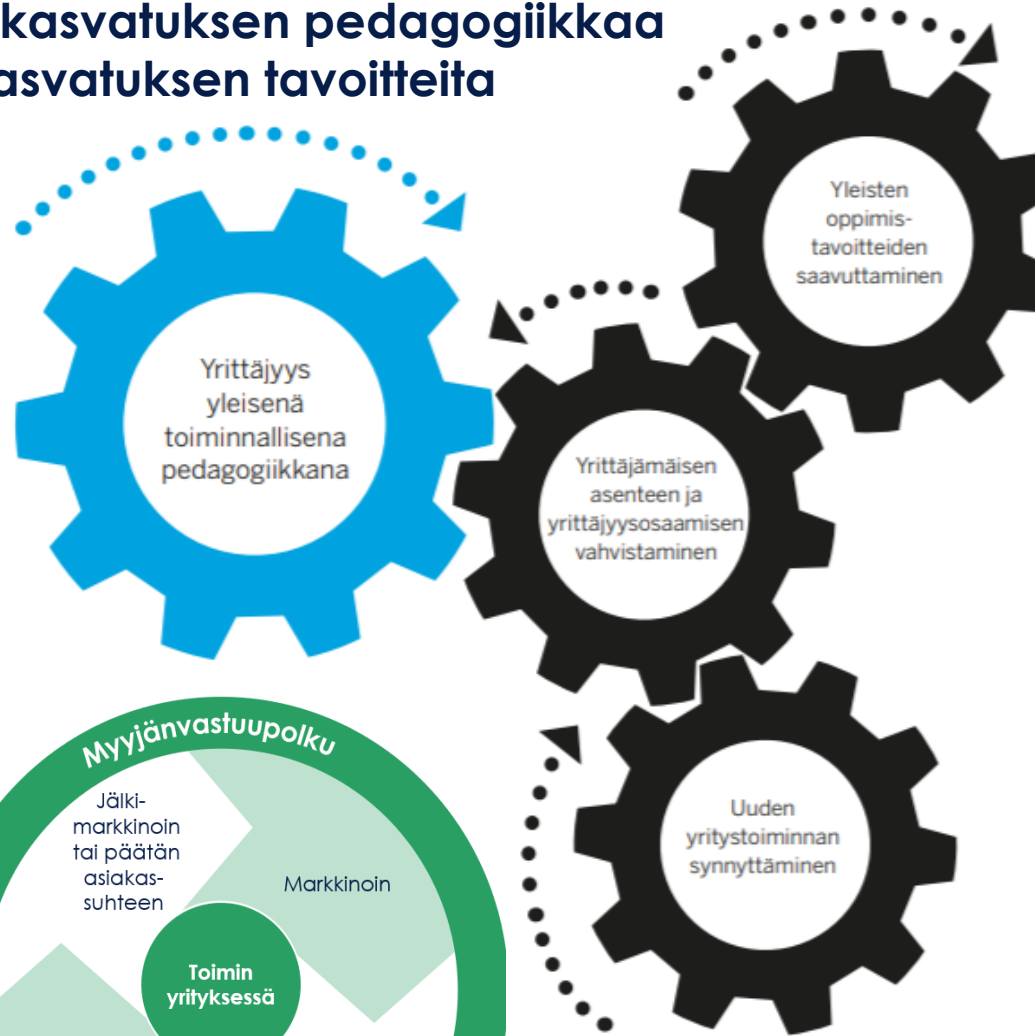 kasvatuksen pedagogiikkaa
asvatuksen tavoitteita
Yleisten
oppimis-
tavoitteiden
saavuttaminen
Yrittäjyys
yleisenä
toiminnallisena
pedagogiikkana
Yrittäjämäisen
asenteen ja
yrittäjyysosaamisen
vahvistaminen
Uuden
yritystoiminnan
synnyttäminen
Myyjänvastuupolku
Jälki-
markkinoin
tai päätän
asiakas-
suhteen
Markkinoin
Toimin
yrityksessä